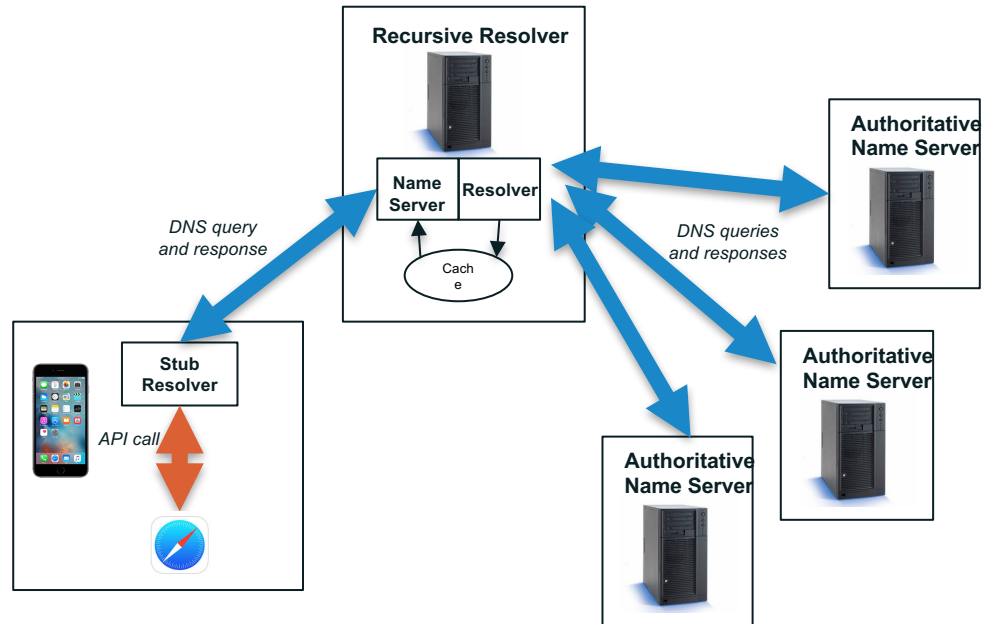 Recursive Resolver
Name
Server
Resolver
Cach
e
DNS query
and response
Stub
Resolver
API call
DNS queries
and responses
Authoritative
Name Server
Authoritative
Name Server
Authoritative
Name Server